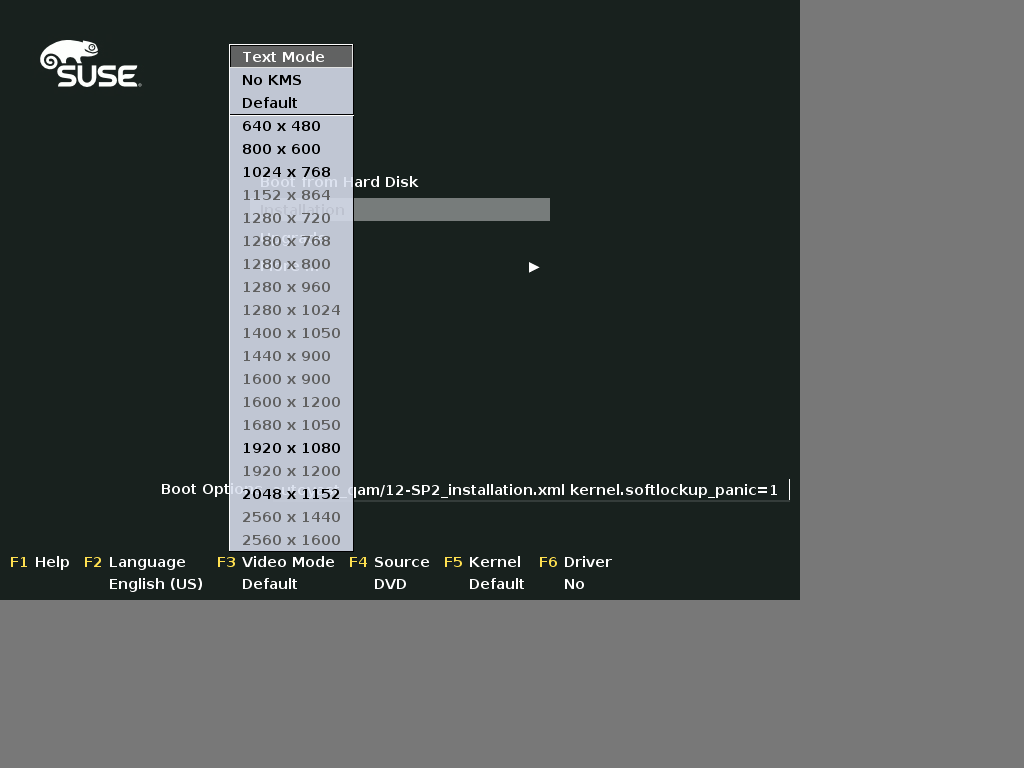 SUSE
Text Mode
No KMS
Default
640 x 480
800 x 600
1024 x 768
Boot from Hard Disk
1152 x 864
Installation
1280 x 720
1280 x 768
1280 x 800
1280 x 960
1280 x 1024
1400 x 1050
1440 x 900
1600 x 900
1600 x 1200
1680 x 1050
1920 x 1080
1920 x 1200
Boot Options qam/12-SP2_installation.xml kernel.softlockup_panic=1
2048 x 1152
2560 x 1440
2560 x 1600
F1 Help F2 Language F3 Video Mode F4 Source F5 Kernel F6 Driver
English (US) Default DVD Default No